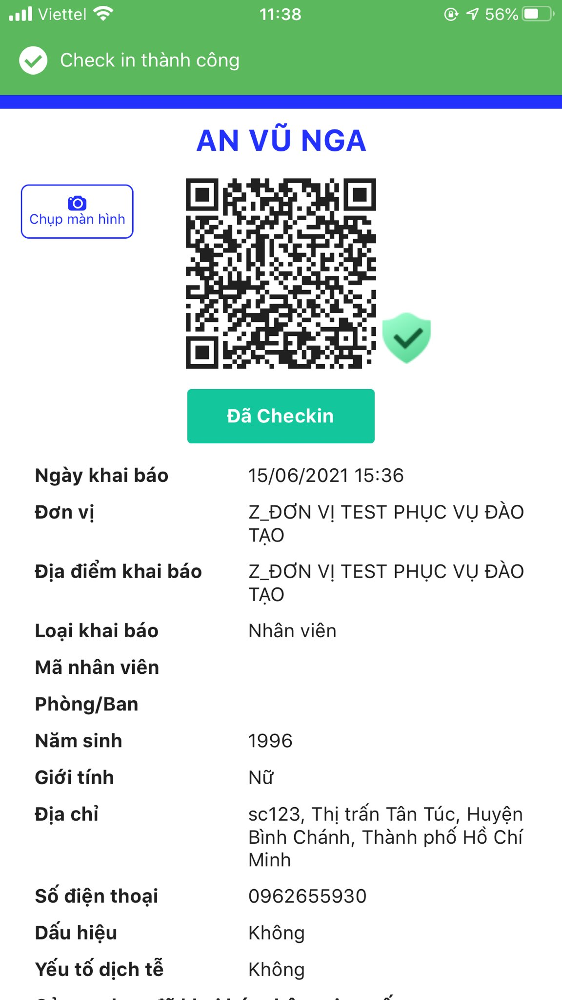 Viettel 11:38 56%
Check in thành công
AN VŨ NGA
Chụp màn hình
Đã Checkin
Ngày khai báo 15/06/2021 15:36
Đơn vị Z_ĐƠN VỊ TEST PHỤC VỤ ĐÀO
TẠO
Địa điểm khai báo Z_ĐƠN VỊ TEST PHỤC VỤ ĐÀO
TẠO
Loại khai báo Nhân viên
Mã nhân viên
Phòng/Ban
Năm sinh 1996
Giới tính Nữ
Địa chỉ sc123, Thị trấn Tân Túc, Huyện
Bình Chánh, Thành phố Hồ Chí
Minh
Số điện thoại 0962655930
Dấu hiệu Không
Yếu tố dịch tễ Không